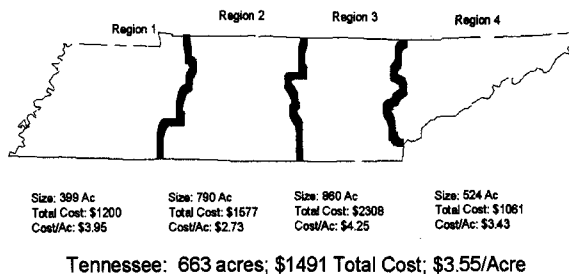 Region 1 Region 2 Region 3 Region 4
Size: 399 Ac
Total Cost: $1200
Cost/Ac: $3.95
Size: 790 Ac
Total Cost: $1577
Cost/Ac: $2.73
Size: 860 Ac
Total Cost: $2308
Cost/Ac: $4.25
Size: 524 Ac
Total Cost: $1061
Cost/Ac: $3.43
Tennessee: 663 acres; $1491 Total Cost; $3.55/Acre